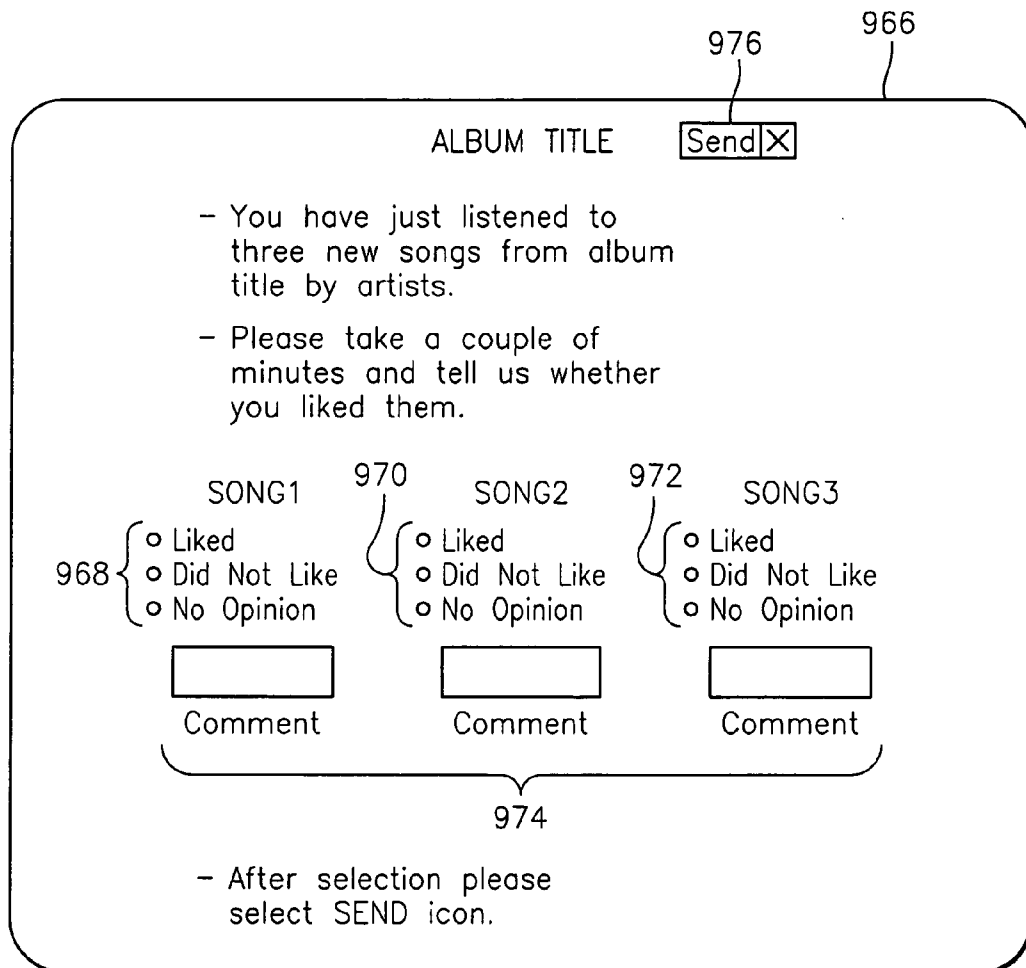 966
976
ALBUM TITLE Send X
– You have just listened to
three new songs from album
title by artists.
– Please take a couple of
minutes and tell us whether
you liked them.
970 972
SONG1 SONG2 SONG3
Liked Liked Liked
968 Did Not Like Did Not Like Did Not Like
No Opinion No Opinion No Opinion
Comment Comment Comment
974
– After selection please
select SEND icon.